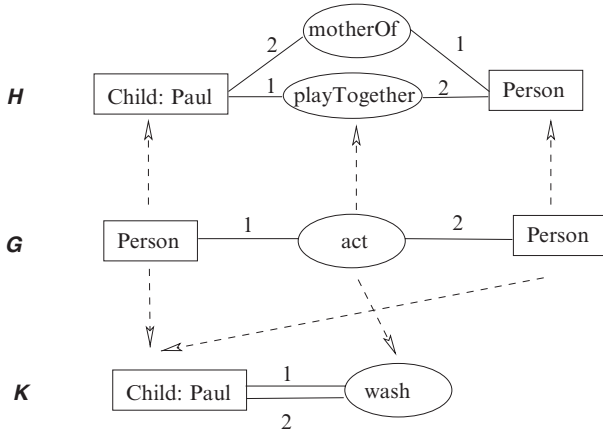 motherOf
2 1
H Child: Paul 1 playTogether 2 Person
G Person 1 act 2 Person
K Child: Paul 1 wash
2